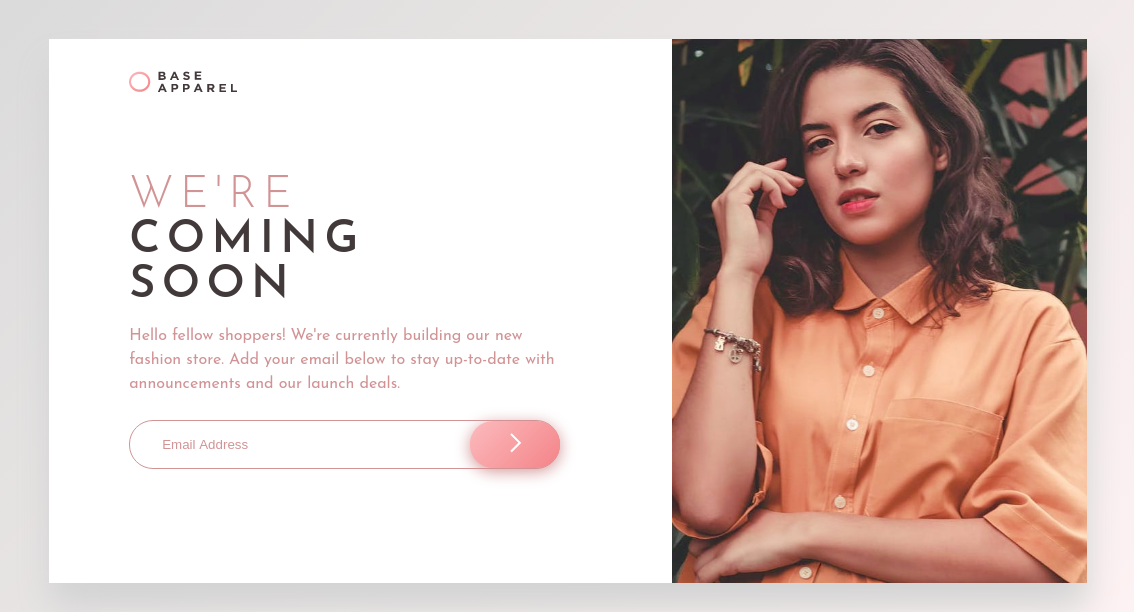 BASE
APPAREL
WE'RE
COMING
SOON
Hello fellow shoppers! We're currently building our new
fashion store. Add your email below to stay up-to-date with
announcements and our launch deals.
Email Address